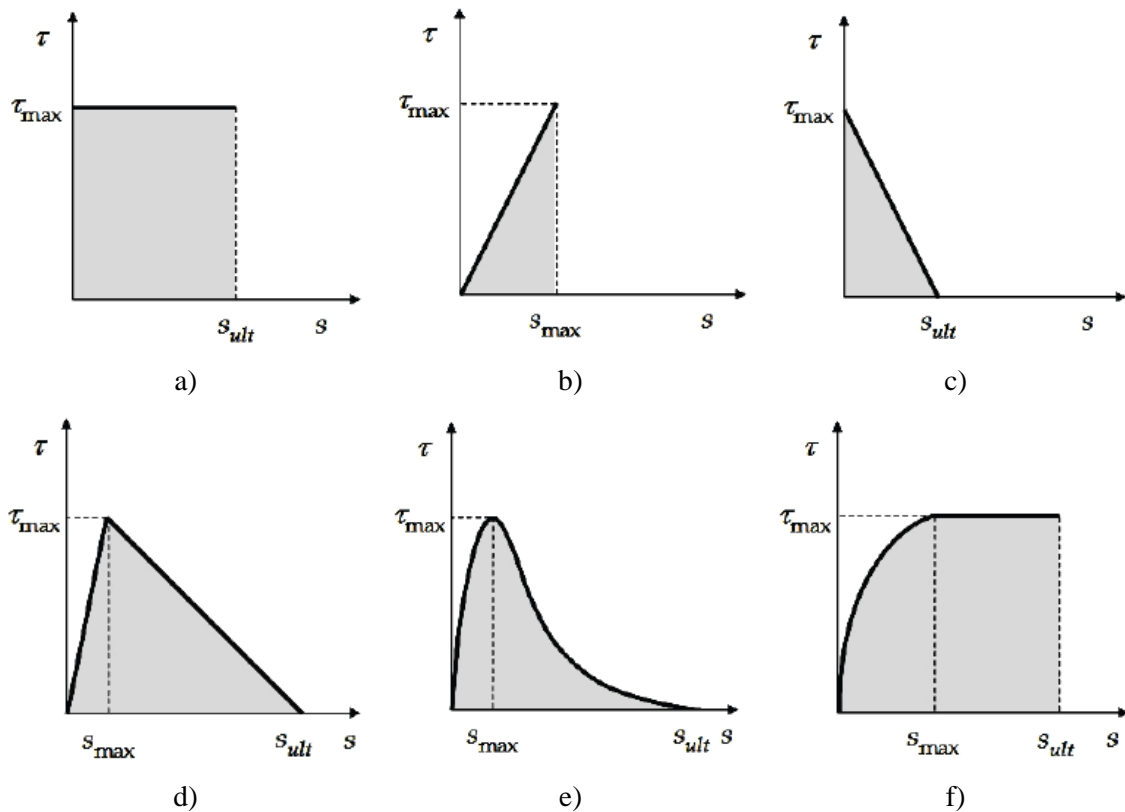 τ
τmax
sult s
a)
τ
τmax
smax s
b)
τ
τmax
sult s
c)
τ
τmax
smax sult s
d)
τ
τmax
smax sult s
e)
τ
τmax
smax sult s
f)